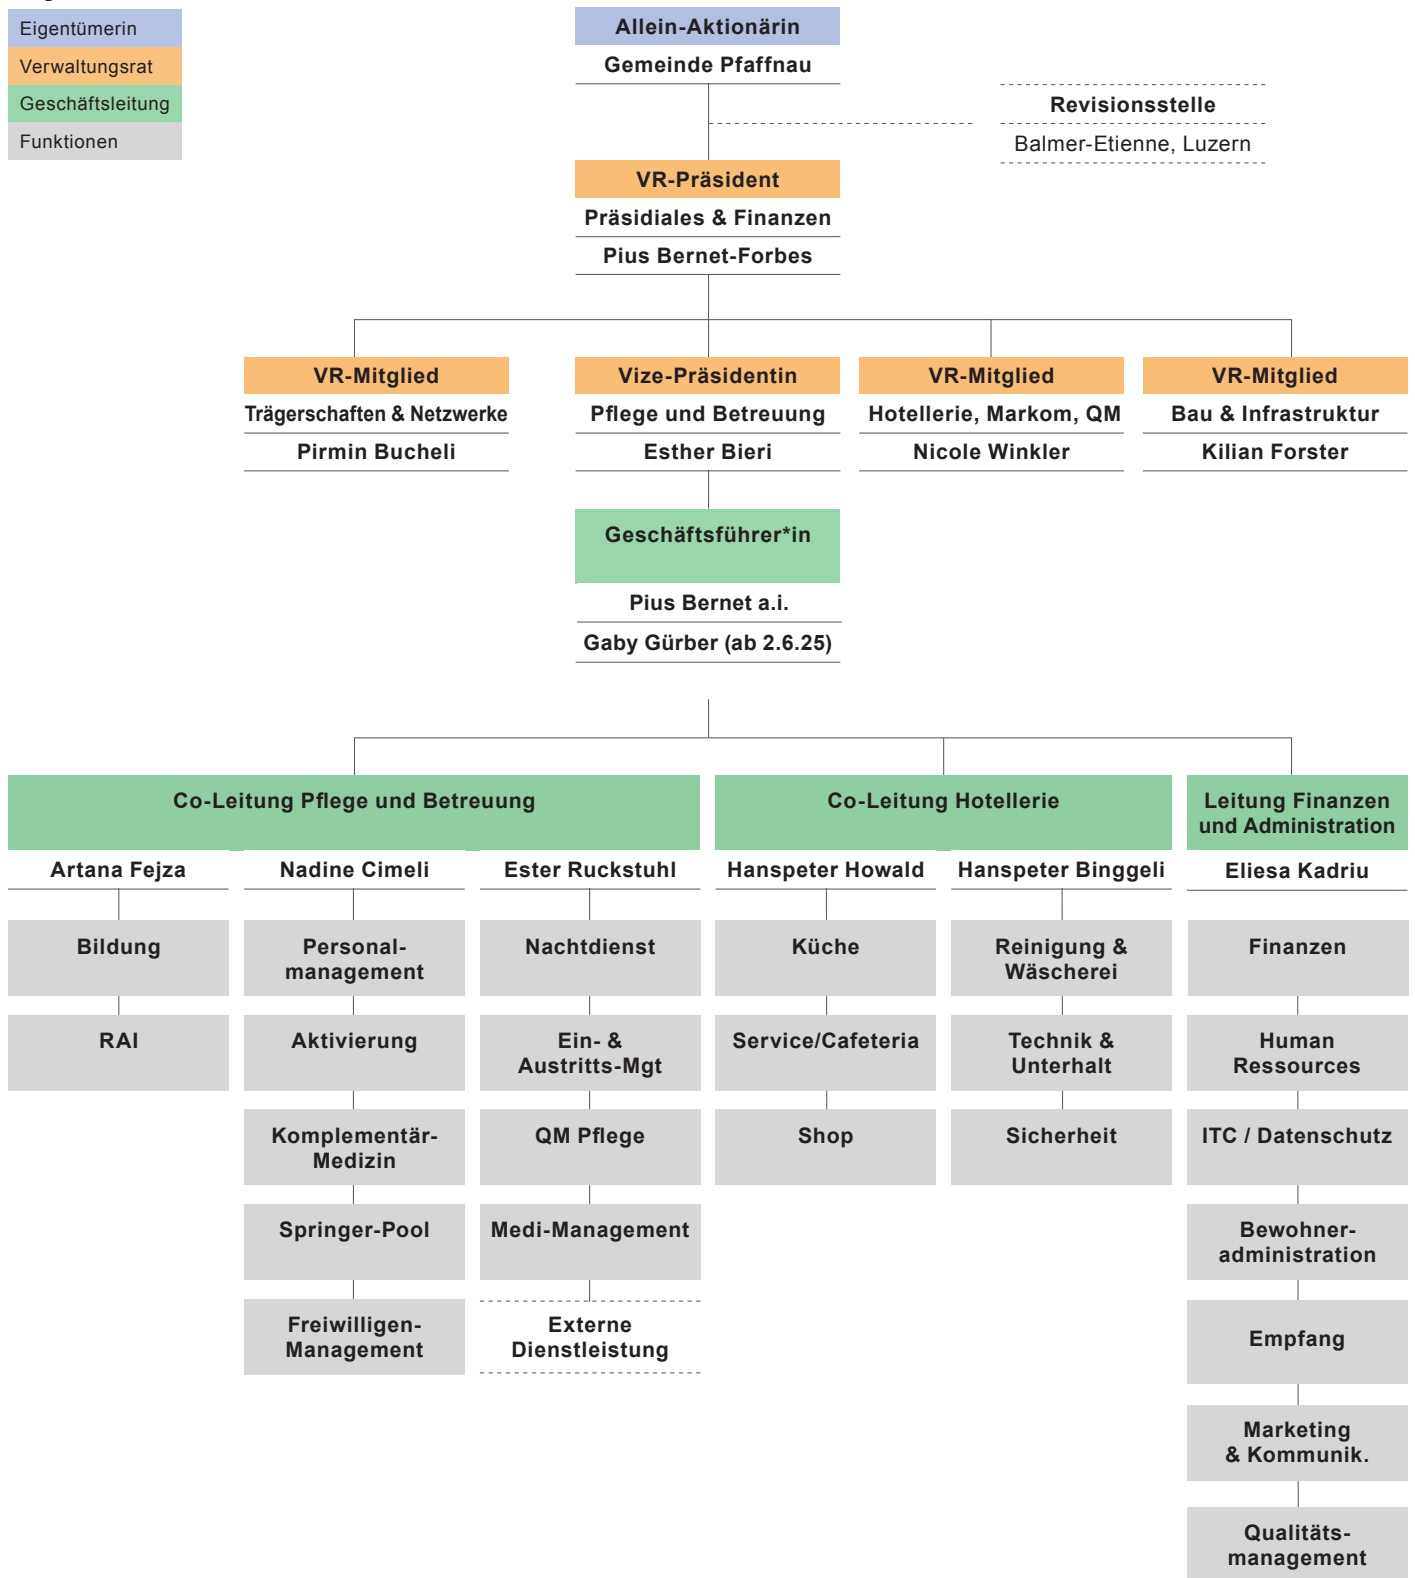 Eigentümerin
Verwaltungsrat
Geschäftsleitung
Funktionen
Allein-Aktionärin
Gemeinde Pfaffnau
Revisionsstelle
Balmer-Etienne, Luzern
VR-Präsident
Präsidiales & Finanzen
Pius Bernet-Forbes
VR-Mitglied
Trägerschaften & Netzwerke
Pirmin Bucheli
Vize-Präsidentin
Pflege und Betreuung
Esther Bieri
VR-Mitglied
Hotellerie, Markom, QM
Nicole Winkler
VR-Mitglied
Bau & Infrastruktur
Kilian Forster
Geschäftsführer*in
Pius Bernet a.i.
Gaby Gürber (ab 2.6.25)
Co-Leitung Pflege und Betreuung
Artana Fejza
Bildung
RAI
Nadine Cimeli
Personal-
management
Aktivierung
Komplementär-
Medizin
Springer-Pool
Freiwilligen-
Management
Ester Ruckstuhl
Nachtdienst
Ein- &
Austritts-Mgt
QM Pflege
Medi-Management
Externe
Dienstleistung
Co-Leitung Hotellerie
Hanspeter Howald
Küche
Service/Cafeteria
Shop
Hanspeter Binggeli
Reinigung &
Wäscherei
Technik &
Unterhalt
Sicherheit
Leitung Finanzen
und Administration
Eliesa Kadriu
Finanzen
Human
Ressources
ITC / Datenschutz
Bewohner-
administration
Empfang
Marketing
& Kommunik.
Qualitäts-
management